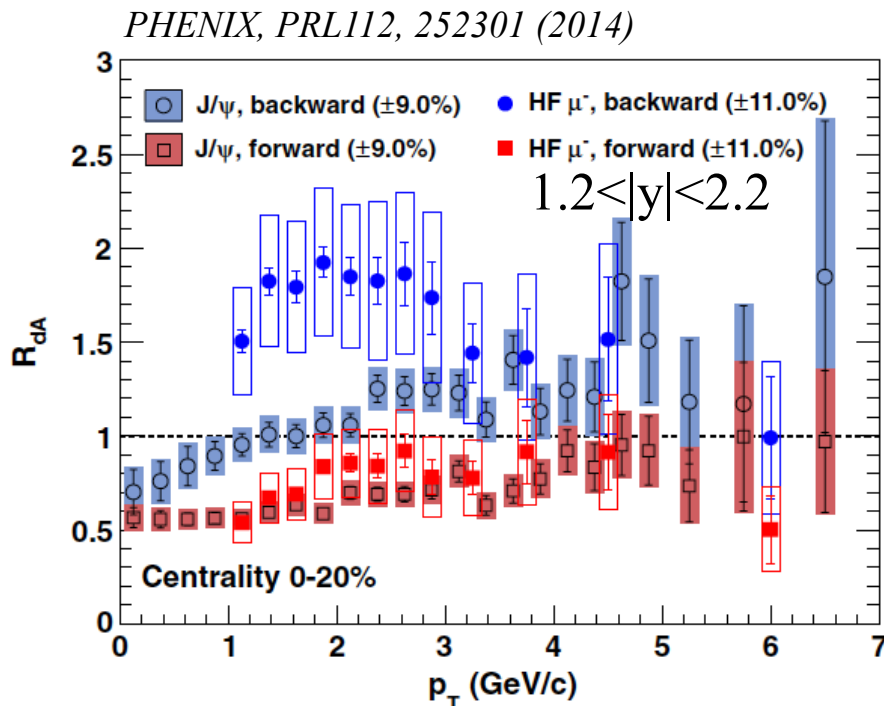 PHENIX, PRL112, 252301 (2014)
3
2.5
2
1.5
1
0.5
0
R_dA
J/ψ, backward (±9.0%)
HF μ⁻, backward (±11.0%)
J/ψ, forward (±9.0%)
HF μ⁻, forward (±11.0%)
1.2<|y|<2.2
Centrality 0-20%
0 1 2 3 4 5 6 7
p_T (GeV/c)